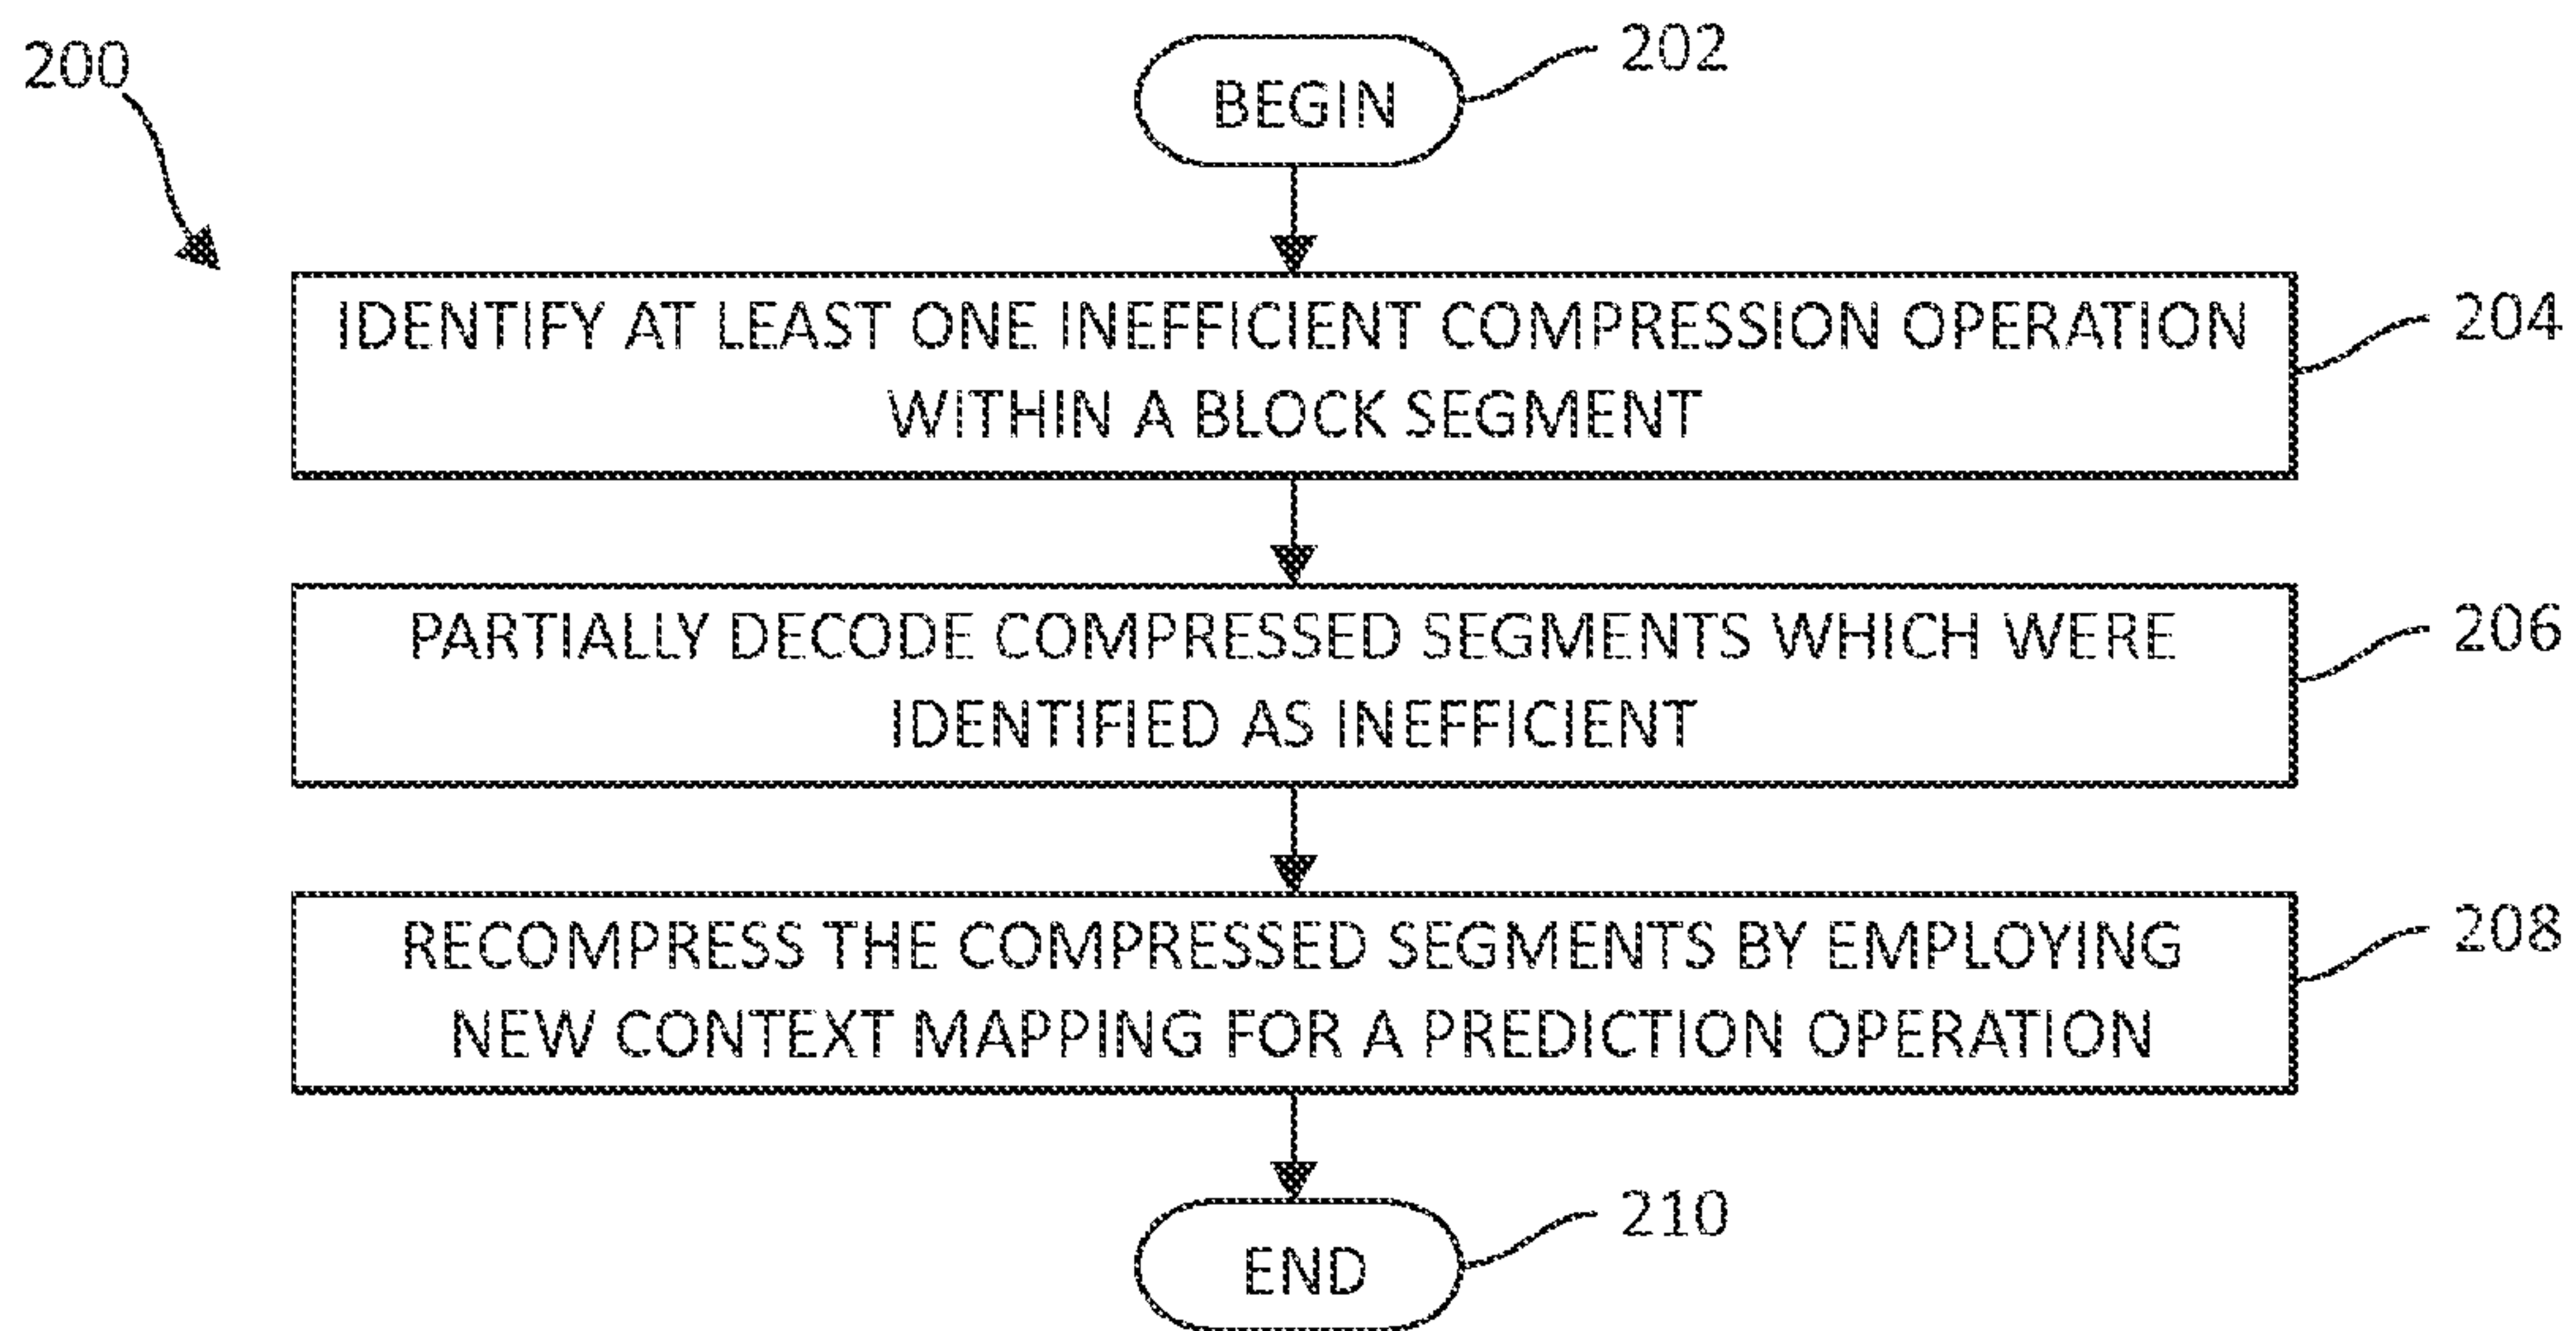 200
BEGIN
202
IDENTIFY AT LEAST ONE INEFFICIENT COMPRESSION OPERATION
WITHIN A BLOCK SEGMENT
204
PARTIALLY DECODE COMPRESSED SEGMENTS WHICH WERE
IDENTIFIED AS INEFFICIENT
206
RECOMPRESS THE COMPRESSED SEGMENTS BY EMPLOYING
NEW CONTEXT MAPPING FOR A PREDICTION OPERATION
208
END
210